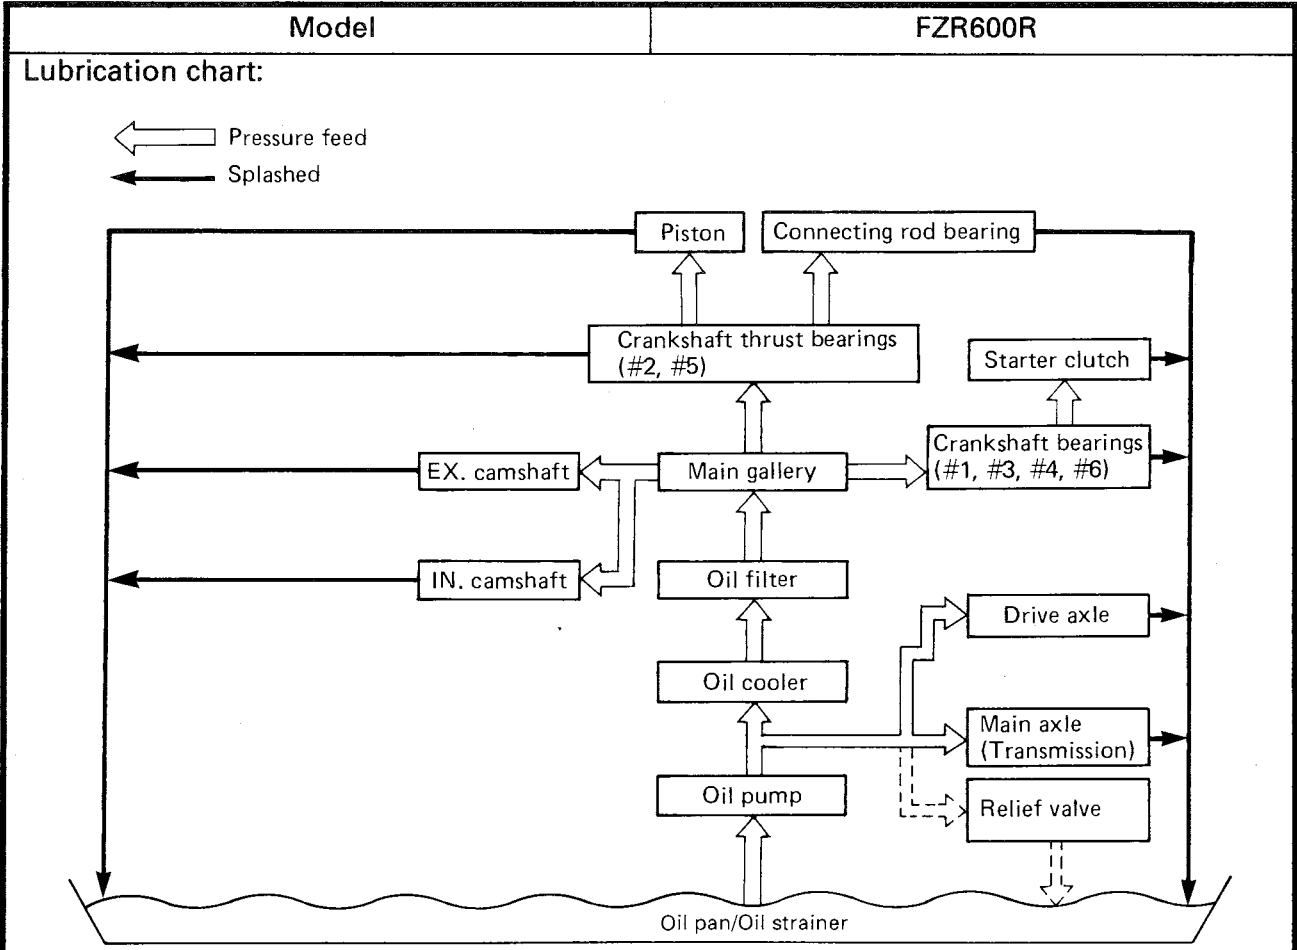 Model
FZR600R
Lubrication chart:
Pressure feed
Splashed
Piston
Connecting rod bearing
Crankshaft thrust bearings
(#2, #5)
Starter clutch
Crankshaft bearings
(#1, #3, #4, #6)
EX. camshaft
Main gallery
IN. camshaft
Oil filter
Drive axle
Oil cooler
Main axle
(Transmission)
Oil pump
Relief valve
Oil pan/Oil strainer